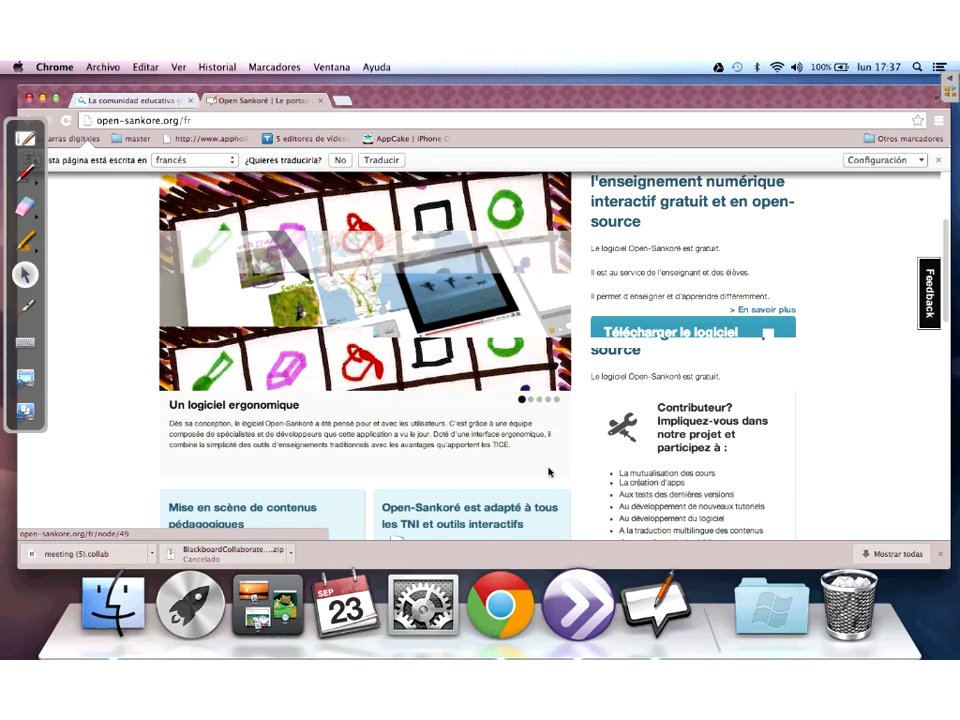 Chrome Archivo Editar Ver Historial Marcadores Ventana Ayuda
100% lun 17:37
La comunidad educativa
Open Sankoré | Le portail
open-sankore.org/fr
arras digitales master http://www.appho 5 editores de vídeo AppCake | iPhone Otros marcadores
sta página está escrita en francés ¿Quieres traducirla? No Traducir Configuración
l'enseignement numérique
interactif gratuit et en open-
source
Le logiciel Open-Sankoré est gratuit.
Il est au service de l'enseignant et des élèves.
Il permet d'enseigner et d'apprendre différemment.
> En savoir plus
Télécharger le logiciel
source
Le logiciel Open-Sankoré est gratuit.
Feedback
Un logiciel ergonomique
Dès sa conception, le logiciel Open-Sankoré a été pensé pour et avec les utilisateurs. C'est grâce à une équipe
composée de spécialistes et de développeurs que cette application a vu le jour. Doté d'une interface ergonomique, il
combine la simplicité des outils d'enseignements traditionnels avec les avantages qu'apportent les TICE.
Contributeur?
Impliquez-vous dans
notre projet et
participez à :
La mutualisation des cours
La création d'apps
Aux tests des dernières versions
Au développement de nouveaux tutoriels
Au développement du logiciel
A la traduction multilingue des contenus
Mise en scène de contenus
pédagogiques
Open-Sankoré est adapté à tous
les TNI et outils interactifs
open-sankore.org/fr/node/49
meeting (5).collab
BlackboardCollaborate....zip
Cancelado
Mostrar todas
SEP
23